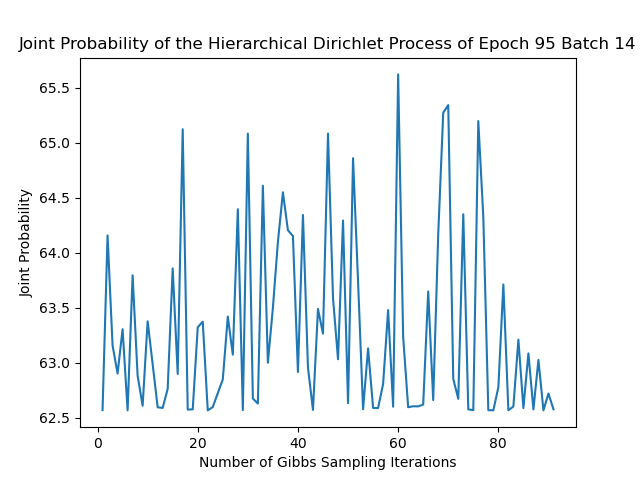 Joint Probability of the Hierarchical Dirichlet Process of Epoch 95 Batch 14
65.5
65.0
64.5
64.0
63.5
63.0
62.5
Joint Probability
0 20 40 60 80
Number of Gibbs Sampling Iterations